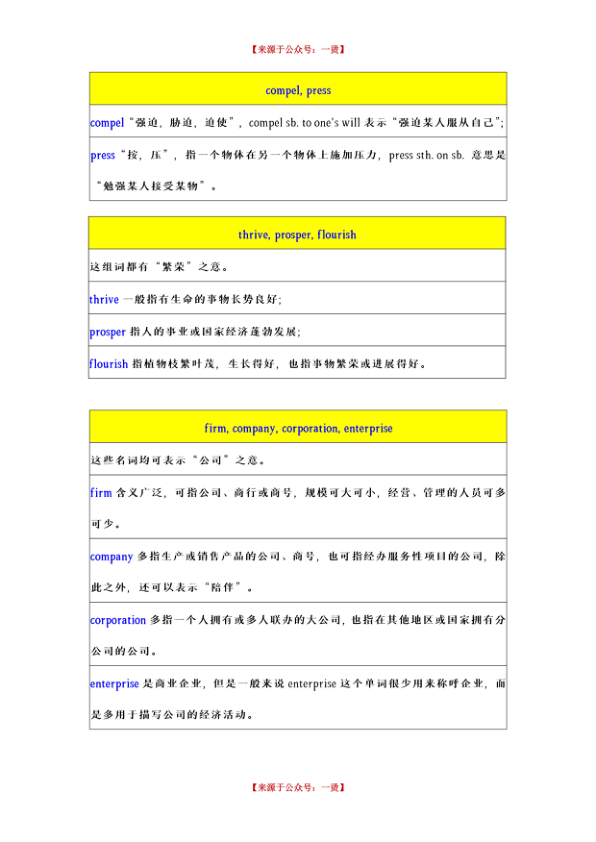 【来源于公众号：一烫】
compel, press
compel“强迫，胁迫，迫使”，compel sb. to one's will 表示“强迫某人服从自己”；
press“按，压”，指一个物体在另一个物体上施加压力，press sth. on sb. 意思是
“勉强某人接受某物”。
thrive, prosper, flourish
这组词都有“繁荣”之意。
thrive 一般指有生命的事物长势良好；
prosper 指人的事业或国家经济蓬勃发展；
flourish 指植物枝繁叶茂，生长得好，也指事物繁荣或进展得好。
firm, company, corporation, enterprise
这些名词均可表示“公司”之意。
firm 含义广泛，可指公司、商行或商号，规模可大可小，经营、管理的人员可多
可少。
company 多指生产或销售产品的公司、商号，也可指经办服务性项目的公司，除
此之外，还可以表示“陪伴”。
corporation 多指一个人拥有或多人联办的大公司，也指在其他地区或国家拥有分
公司的公司。
enterprise 是商业企业，但是一般来说 enterprise 这个单词很少用来称呼企业，而
是多用于描写公司的经济活动。
【来源于公众号：一烫】